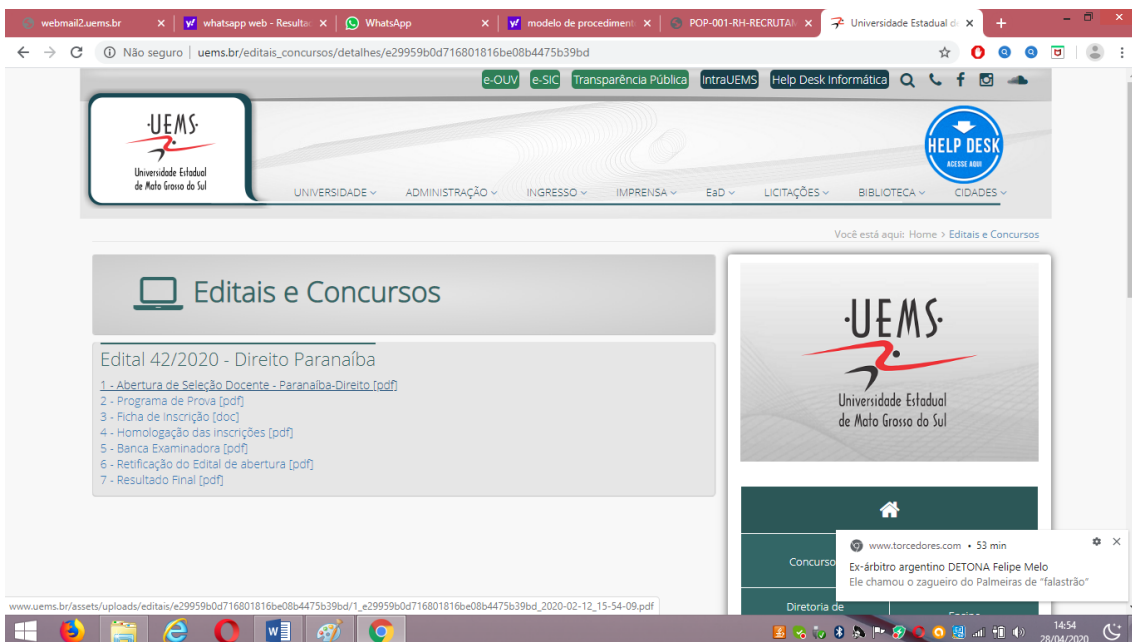 webmail2.uems.br
whatsapp web - Resultac
WhatsApp
modelo de procediment
POP-001-RH-RECRUTAM
Universidade Estadual d
Não seguro
uems.br/editais_concursos/detalhes/e29959b0d716801816be08b4475b39bd
e-OUV
e-SIC
Transparência Pública
IntraUEMS
Help Desk Informática
·UEMS·
Universidade Estadual
de Mato Grosso do Sul
HELP DESK
ACESSE AQUI
UNIVERSIDADE
ADMINISTRAÇÃO
INGRESSO
IMPRENSA
EaD
LICITAÇÕES
BIBLIOTECA
CIDADES
Você está aqui: Home > Editais e Concursos
Editais e Concursos
Edital 42/2020 - Direito Paranaíba
1 - Abertura de Seleção Docente - Paranaíba-Direito [pdf]
2 - Programa de Prova [pdf]
3 - Ficha de Inscrição [doc]
4 - Homologação das inscrições [pdf]
5 - Banca Examinadora [pdf]
6 - Retificação do Edital de abertura [pdf]
7 - Resultado Final [pdf]
·UEMS·
Universidade Estadual
de Mato Grosso do Sul
Concurso
Diretoria de
www.torcedores.com • 53 min
Ex-árbitro argentino DETONA Felipe Melo
Ele chamou o zagueiro do Palmeiras de “falastrão”
www.uems.br/assets/uploads/editais/e29959b0d716801816be08b4475b39bd/1_e29959b0d716801816be08b4475b39bd_2020-02-12_15-54-09.pdf
14:54
28/04/2020